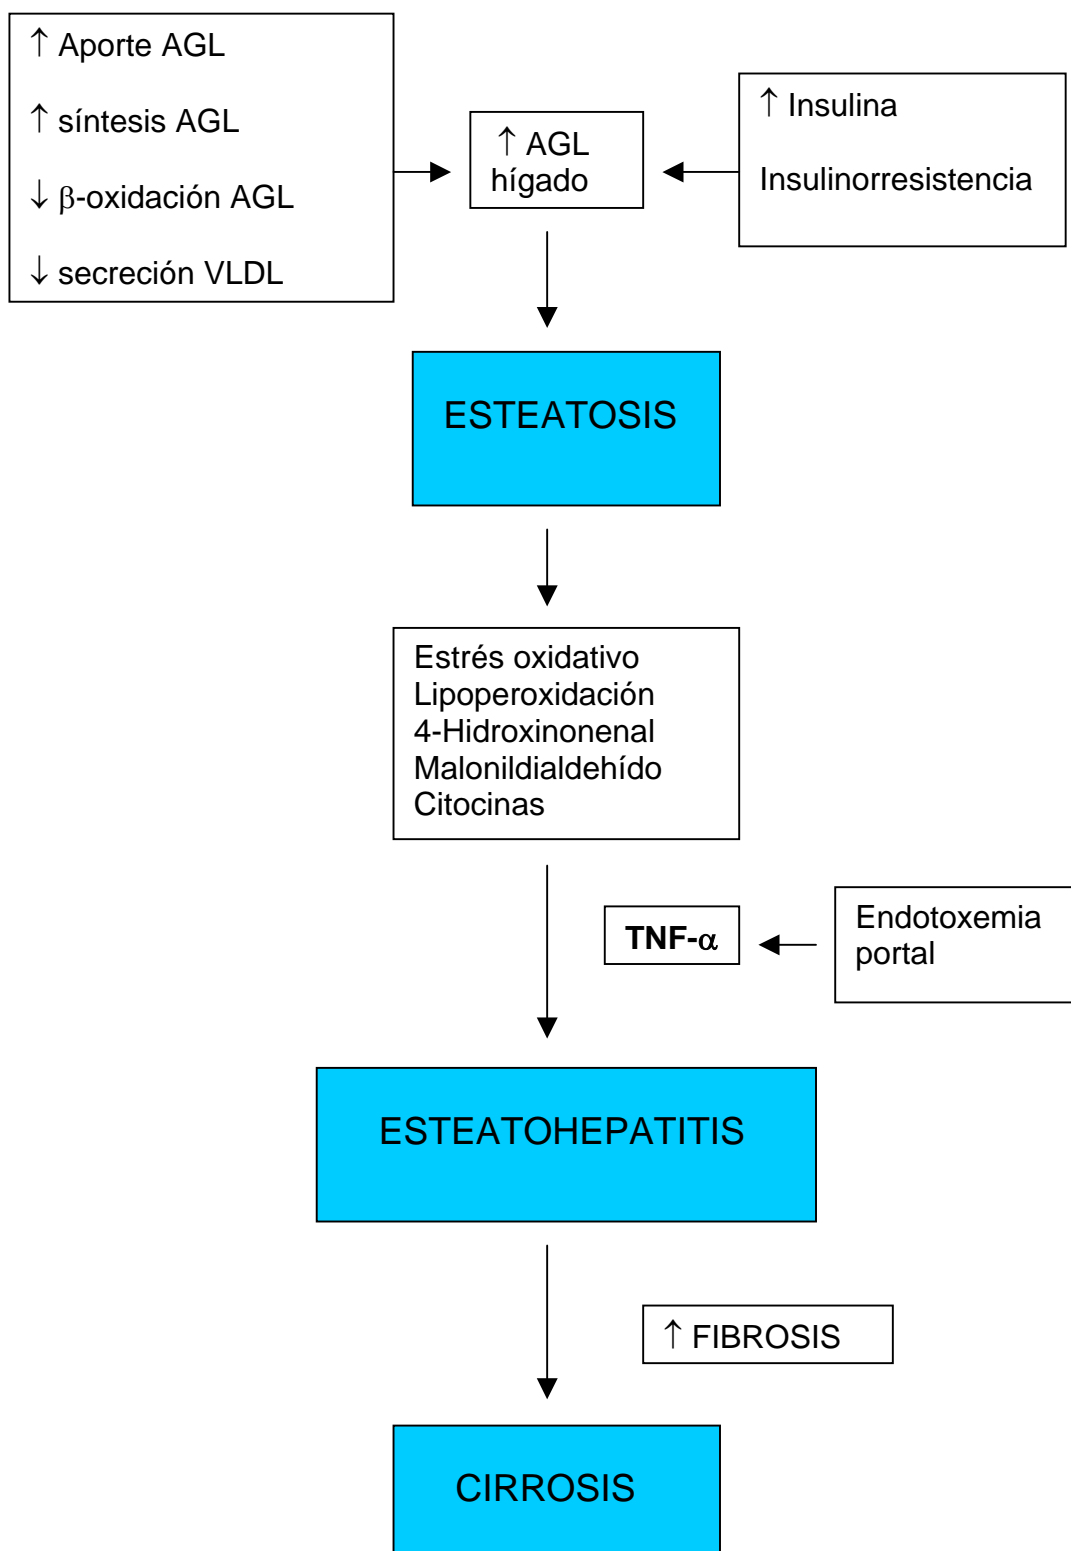 ↑ Aporte AGL
↑ síntesis AGL
↓ β-oxidación AGL
↓ secreción VLDL
↑ AGL
hígado
↑ Insulina
Insulinorresistencia
ESTEATOSIS
Estrés oxidativo
Lipoperoxidación
4-Hidroxinonenal
Malonildialdehído
Citocinas
TNF-α
Endotoxemia
portal
ESTEATOHEPATITIS
↑ FIBROSIS
CIRROSIS